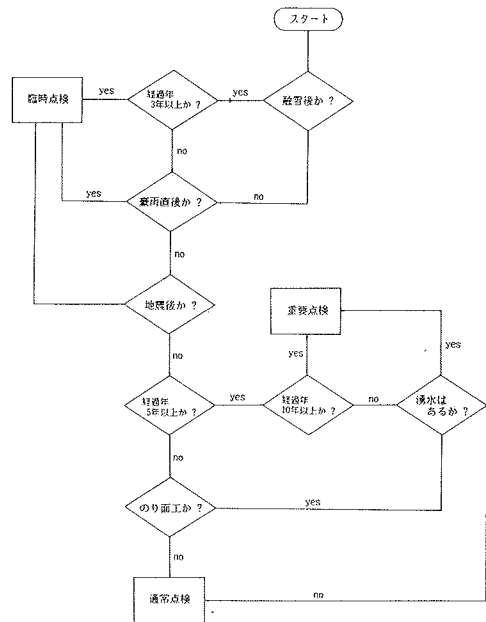 スタート
融雪後か？
yes
経過年
3年以上か？
yes
臨時点検
no
no
豪雨直後か？
yes
no
地震後か？
no
重要点検
yes
yes
経過年
5年以上か？
yes
経過年
10年以上か？
no
湧水は
あるか？
no
のり面工か？
yes
no
通常点検
no